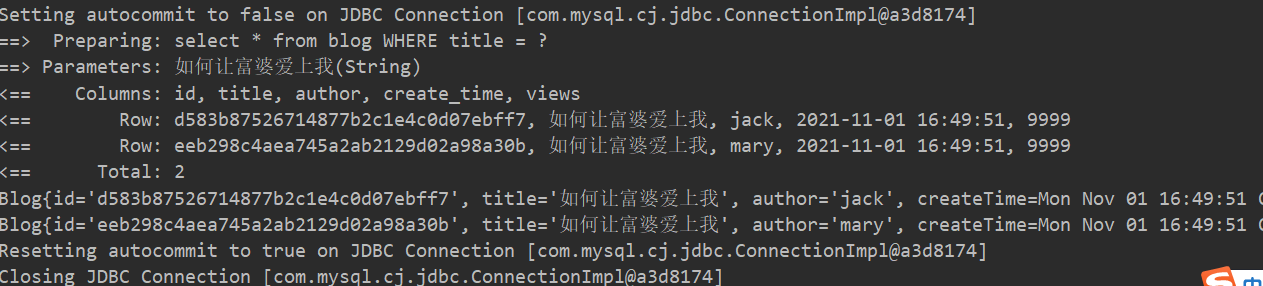 Setting autocommit to false on JDBC Connection [com.mysql.cj.jdbc.ConnectionImpl@a3d8174]
==>  Preparing: select * from blog WHERE title = ?
==> Parameters: 如何让富婆爱上我(String)
<==    Columns: id, title, author, create_time, views
<==        Row: d583b87526714877b2c1e4c0d07ebff7, 如何让富婆爱上我, jack, 2021-11-01 16:49:51, 9999
<==        Row: eeb298c4aea745a2ab2129d02a98a30b, 如何让富婆爱上我, mary, 2021-11-01 16:49:51, 9999
<==      Total: 2
Blog{id='d583b87526714877b2c1e4c0d07ebff7', title='如何让富婆爱上我', author='jack', createTime=Mon Nov 01 16:49:51
Blog{id='eeb298c4aea745a2ab2129d02a98a30b', title='如何让富婆爱上我', author='mary', createTime=Mon Nov 01 16:49:51
Resetting autocommit to true on JDBC Connection [com.mysql.cj.jdbc.ConnectionImpl@a3d8174]
Closing JDBC Connection [com.mysql.cj.jdbc.ConnectionImpl@a3d8174]